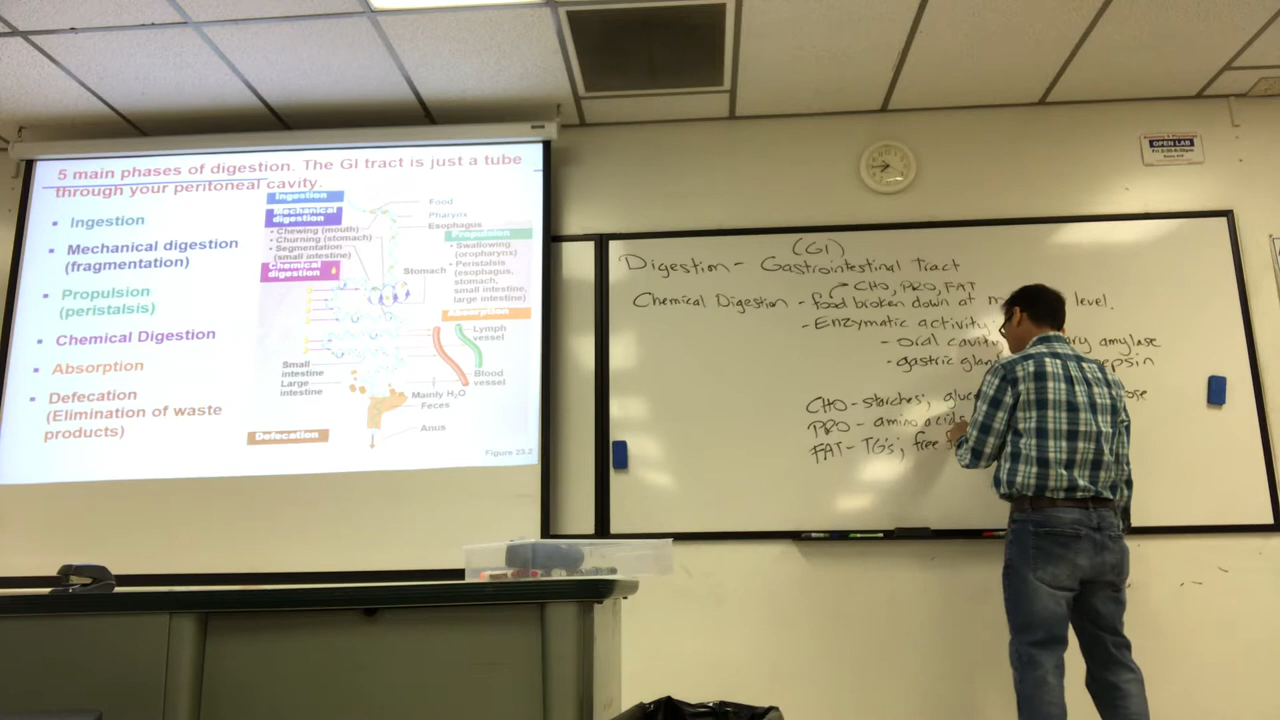 5 main phases of digestion. The GI tract is just a tube
through your peritoneal cavity.
Ingestion
Mechanical digestion
(fragmentation)
Propulsion
(peristalsis)
Chemical Digestion
Absorption
Defecation
(Elimination of waste
products)
Ingestion
Mechanical
digestion
• Chewing (mouth)
• Churning (stomach)
• Segmentation
(small intestine)
Chemical
digestion
Food
Pharynx
Esophagus
Propulsion
• Swallowing
(oropharynx)
• Peristalsis
(esophagus,
stomach,
small intestine,
large intestine)
Stomach
Absorption
Lymph
vessel
Small
intestine
Large
intestine
Blood
vessel
Mainly H2O
Feces
Anus
Defecation
Figure 23.2
(GI)
Digestion - Gastrointestinal Tract
CHO, PRO, FAT
Chemical Digestion - food broken down at level.
- Enzymatic activity:
- oral cavity amylase
- gastric
CHO - starches;
PRO - amino acids
FAT - TG's; free
OPEN LAB